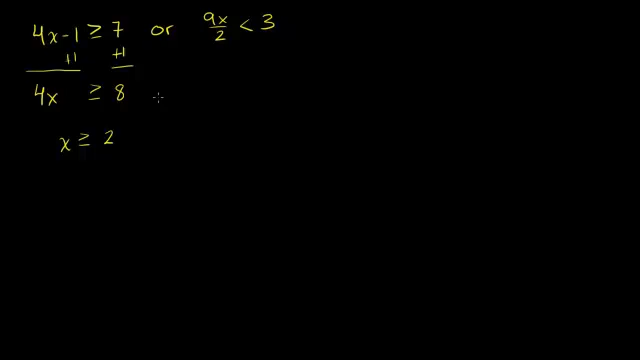 4x-1 ≥ 7 or 9x/2 < 3
+1 +1
4x ≥ 8
x ≥ 2